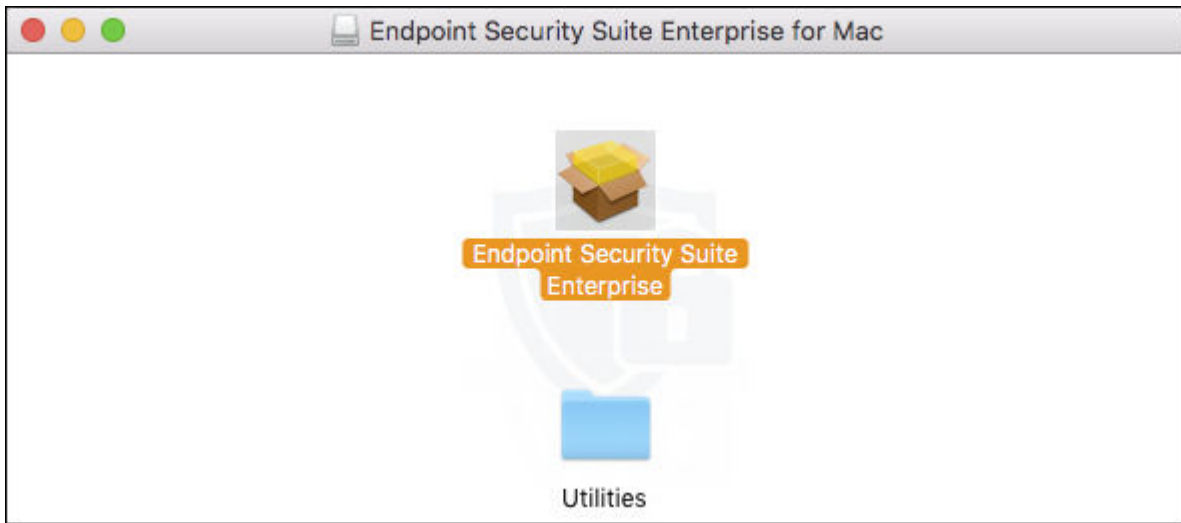 Endpoint Security Suite Enterprise for Mac
Endpoint Security Suite
Enterprise
Utilities